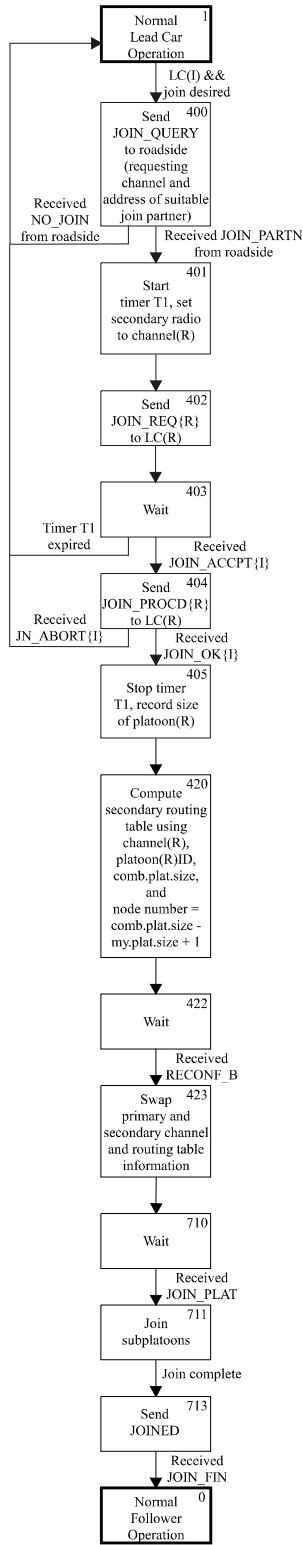 1
Normal
Lead Car
Operation
LC(I) &&
join desired
400
Send
JOIN_QUERY
to roadside
(requesting
channel and
address of suitable
join partner)
Received
NO_JOIN
from roadside
Received JOIN_PARTN
from roadside
401
Start
timer T1, set
secondary radio
to channel(R)
402
Send
JOIN_REQ{R}
to LC(R)
403
Wait
Timer T1
expired
Received
JOIN_ACCPT{I}
404
Send
JOIN_PROCD{R}
to LC(R)
Received
JN_ABORT{I}
Received
JOIN_OK{I}
405
Stop timer
T1, record size
of platoon(R)
420
Compute
secondary routing
table using
channel(R),
platoon(R)ID,
comb.plat.size,
and
node number =
comb.plat.size -
my.plat.size + 1
422
Wait
Received
RECONF_B
423
Swap
primary and
secondary channel
and routing table
information
710
Wait
Received
JOIN_PLAT
711
Join
subplatoons
Join complete
713
Send
JOINED
Received
JOIN_FIN
0
Normal
Follower
Operation